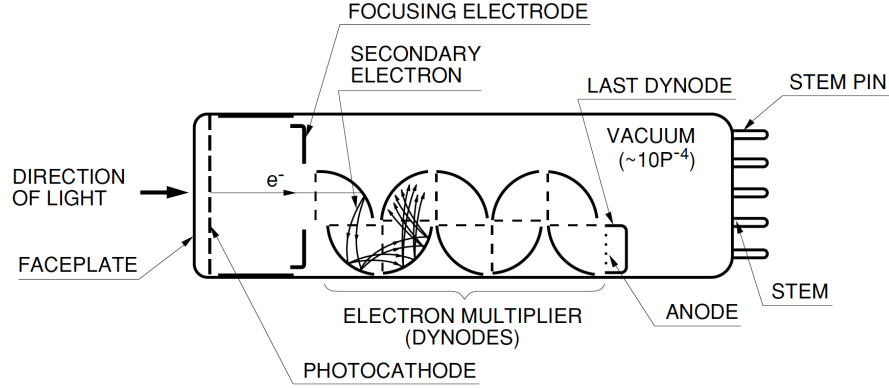 FOCUSING ELECTRODE
SECONDARY
ELECTRON
LAST DYNODE
STEM PIN
VACUUM
(~10P⁻⁴)
DIRECTION
OF LIGHT
e⁻
FACEPLATE
STEM
ELECTRON MULTIPLIER
(DYNODES)
ANODE
PHOTOCATHODE